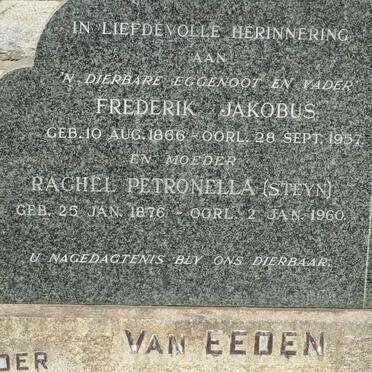 IN LIEFDEVOLLE HERINNERING
AAN
'N DIERBARE EGGENOOT EN VADER
FREDERIK JAKOBUS
GEB. 10 AUG. 1866 – OORL. 28 SEPT. 1957.
EN MOEDER
RACHEL PETRONELLA (STEYN)
GEB. 25 JAN. 1876 – OORL. 2 JAN. 1960.
U NAGEDAGTENIS BLY ONS DIERBAAR.
VAN EEDEN
DER